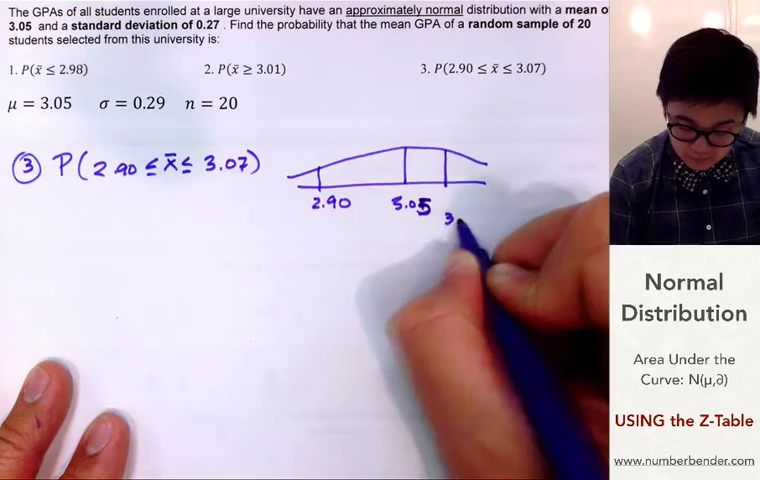 The GPAs of all students enrolled at a large university have an approximately normal distribution with a mean o
3.05 and a standard deviation of 0.27 . Find the probability that the mean GPA of a random sample of 20
students selected from this university is:
1. P(x̄ ≤ 2.98) 2. P(x̄ ≥ 3.01) 3. P(2.90 ≤ x̄ ≤ 3.07)
μ = 3.05 σ = 0.29 n = 20
③ P(2.90 ≤ x̄ ≤ 3.07)
2.90 3.05
3.
Normal
Distribution
Area Under the
Curve: N(μ,∂)
USING the Z-Table
www.numberbender.com